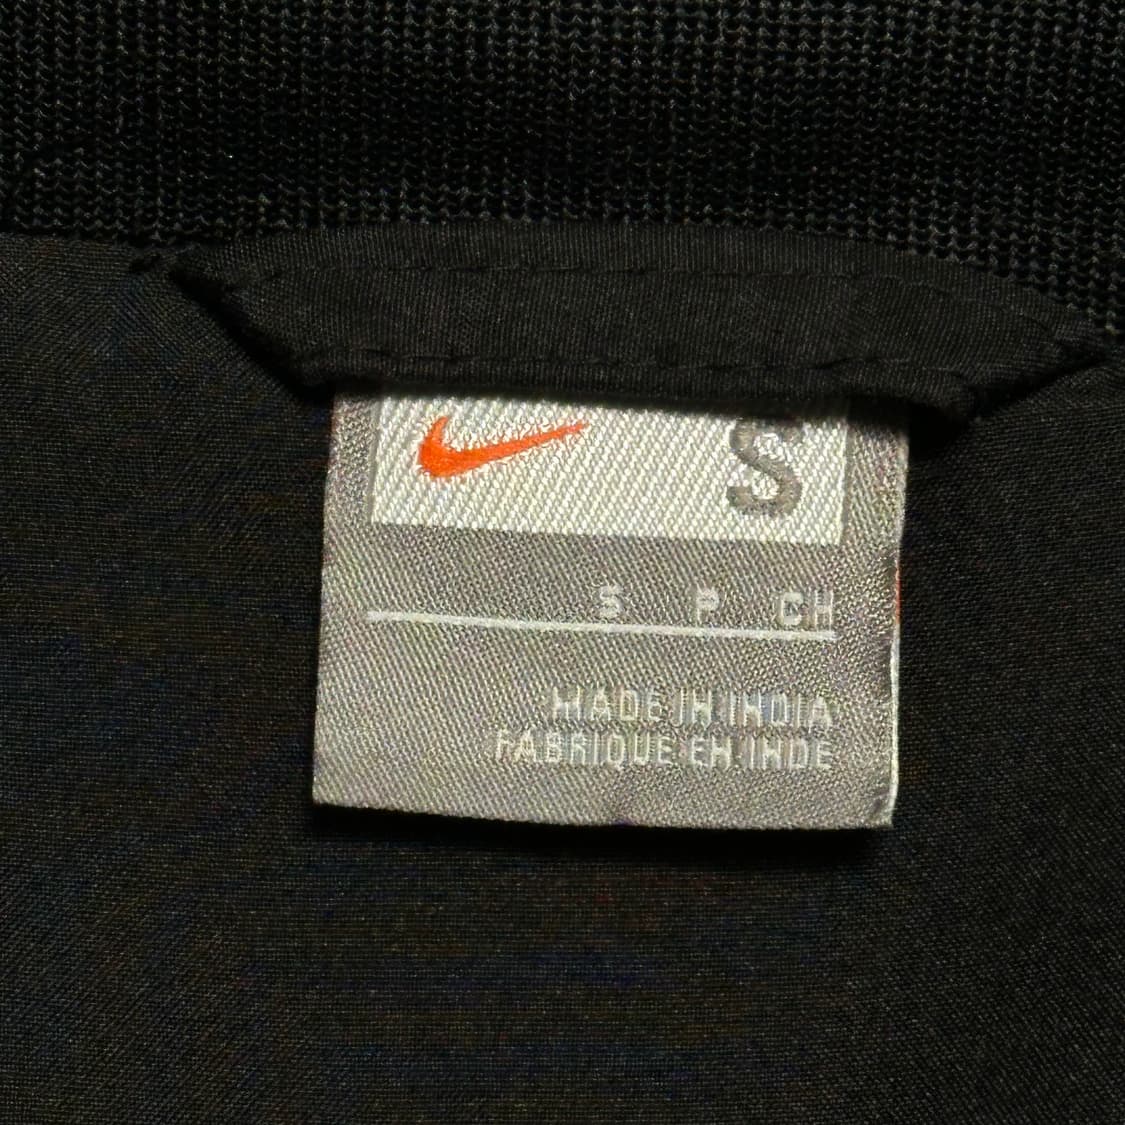 S
S P CH
MADE IN INDIA
FABRIQUE EN INDE